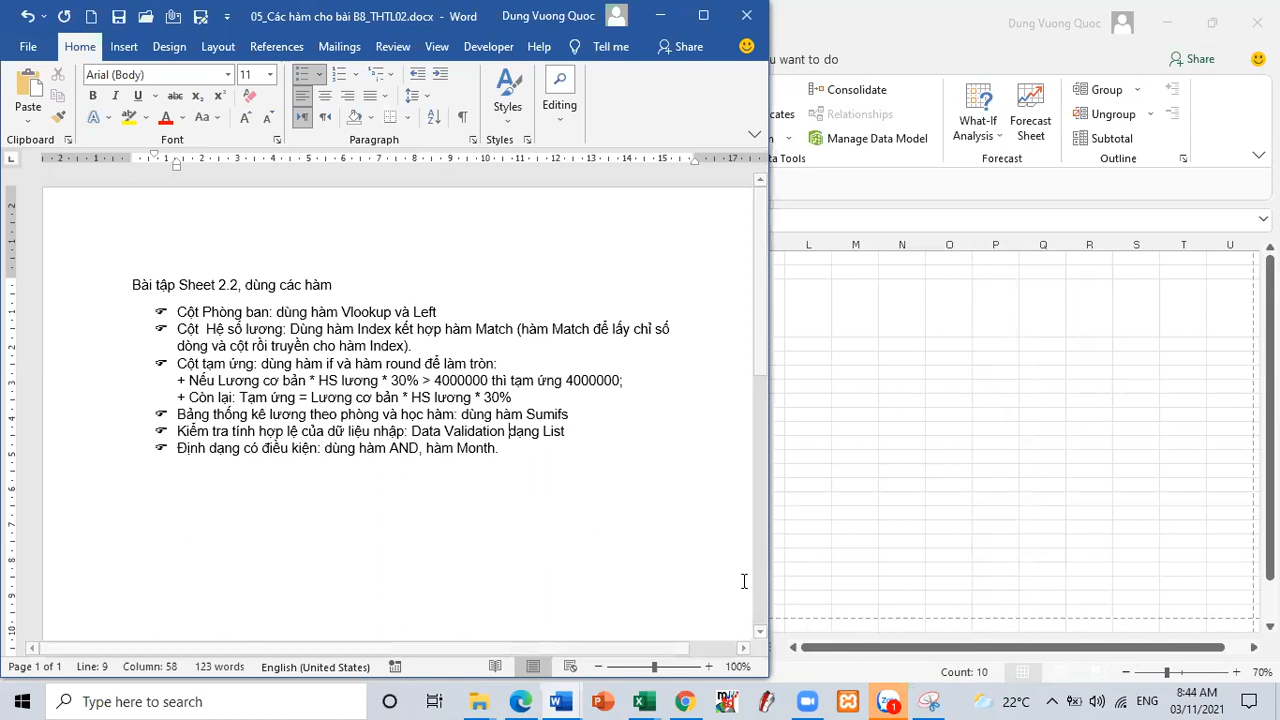 05_Các hàm cho bài B8_THTL02.docx - Word
Dung Vuong Quoc
File Home Insert Design Layout References Mailings Review View Developer Help Tell me Share
Paste
Arial (Body) 11
B I U abc x₂ x²
A A Aa A A
Styles
Editing
Clipboard Font Paragraph Styles
Bài tập Sheet 2.2, dùng các hàm
Cột Phòng ban: dùng hàm Vlookup và Left
Cột Hệ số lương: Dùng hàm Index kết hợp hàm Match (hàm Match để lấy chỉ số
dòng và cột rồi truyền cho hàm Index).
Cột tạm ứng: dùng hàm if và hàm round để làm tròn:
+ Nếu Lương cơ bản * HS lương * 30% > 4000000 thì tạm ứng 4000000;
+ Còn lại: Tạm ứng = Lương cơ bản * HS lương * 30%
Bảng thống kê lương theo phòng và học hàm: dùng hàm Sumifs
Kiểm tra tính hợp lệ của dữ liệu nhập: Data Validation dạng List
Định dạng có điều kiện: dùng hàm AND, hàm Month.
Page 1 of 1 Line: 9 Column: 58 123 words English (United States) 100%
Dung Vuong Quoc
u want to do
Share
Consolidate
Relationships
Manage Data Model
cates
ta Tools
What-If
Analysis
Forecast
Sheet
Forecast
Group
Ungroup
Subtotal
Outline
L M N O P Q R S T U
Count: 10 70%
Type here to search
22°C
ENG
8:44 AM
03/11/2021